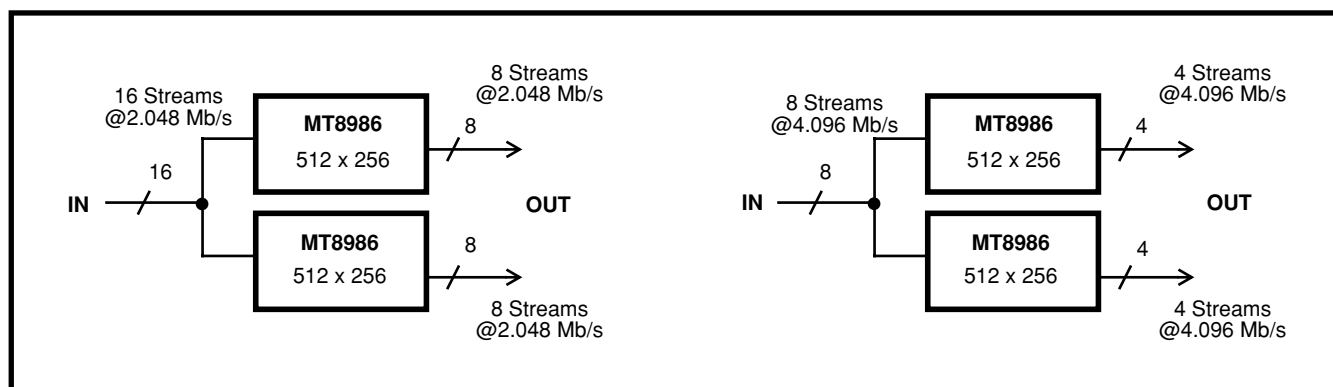 8 Streams
@2.048 Mb/s
16 Streams
@2.048 Mb/s
MT8986
512 x 256
8
16
IN
OUT
MT8986
512 x 256
8
8 Streams
@2.048 Mb/s
4 Streams
@4.096 Mb/s
8 Streams
@4.096 Mb/s
MT8986
512 x 256
4
8
IN
OUT
MT8986
512 x 256
4
4 Streams
@4.096 Mb/s